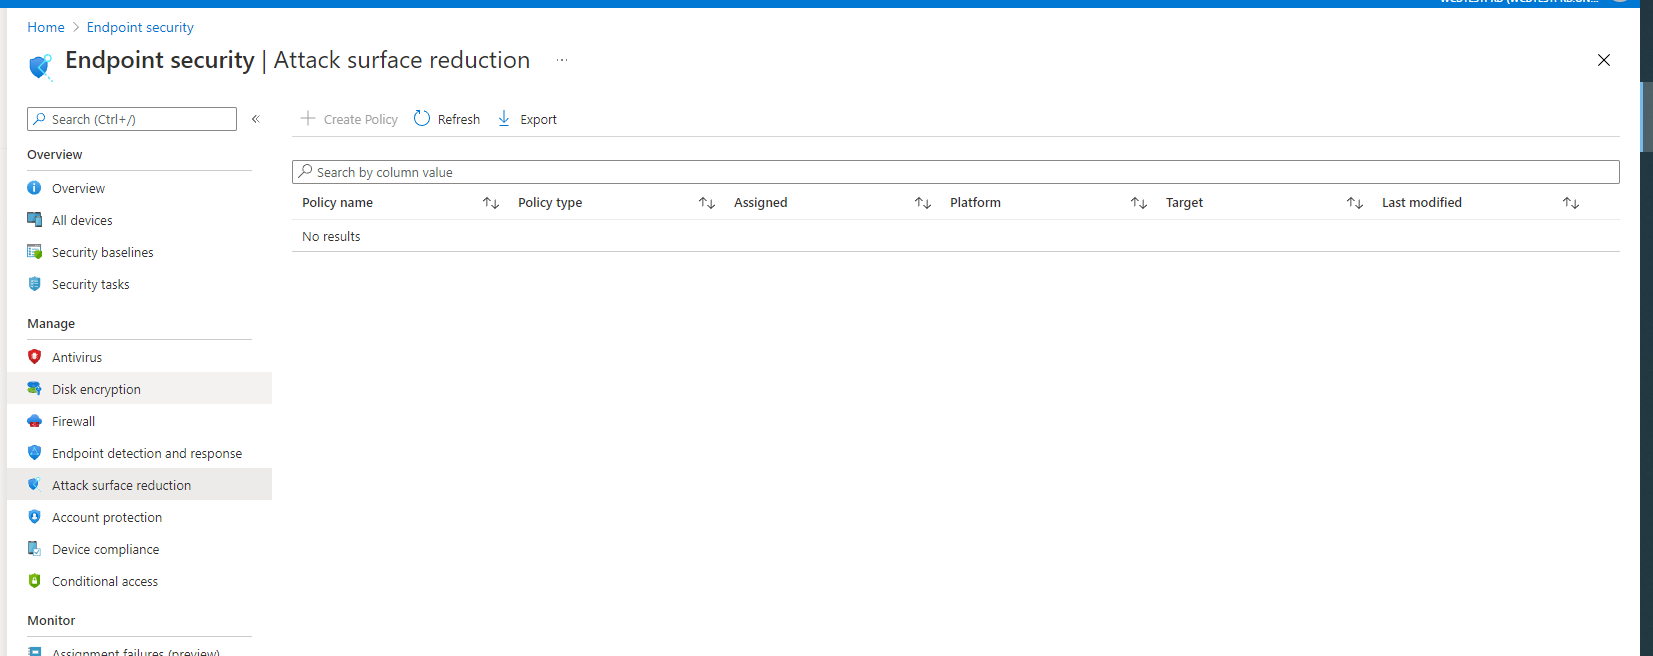 Home > Endpoint security
Endpoint security | Attack surface reduction ...
Search (Ctrl+/) «
Create Policy Refresh Export
Search by column value
Policy name Policy type Assigned Platform Target Last modified
No results
Overview
Overview
All devices
Security baselines
Security tasks
Manage
Antivirus
Disk encryption
Firewall
Endpoint detection and response
Attack surface reduction
Account protection
Device compliance
Conditional access
Monitor
Assignment failures (preview)